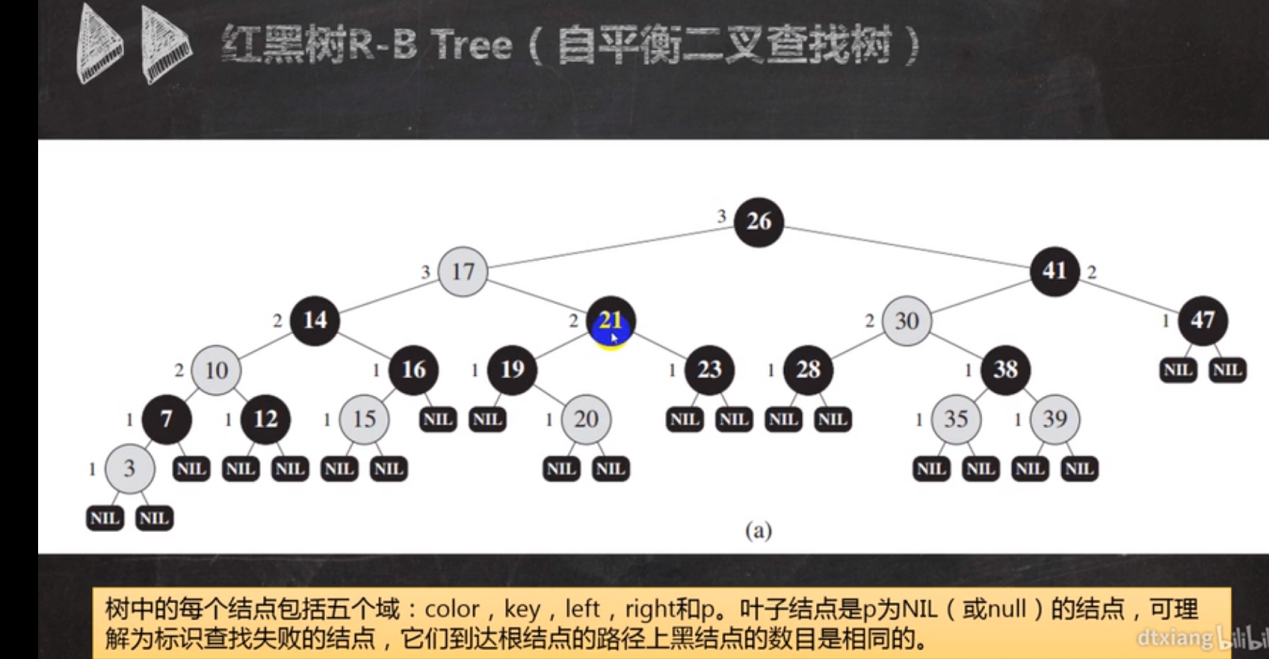 红黑树R-B Tree（自平衡二叉查找树）
3 26
3 17 41 2
2 14 2 21 2 30 1 47
2 10 1 16 1 19 1 23 1 28 1 38 NIL NIL
1 7 1 12 1 15 NIL NIL 1 20 NIL NIL NIL NIL 1 35 1 39
1 3 NIL NIL NIL NIL NIL NIL NIL NIL NIL NIL NIL
NIL NIL
(a)
树中的每个结点包括五个域：color，key，left，right和p。叶子结点是p为NIL（或null）的结点，可理
解为标识查找失败的结点，它们到达根结点的路径上黑结点的数目是相同的。
dtxiang bilibili